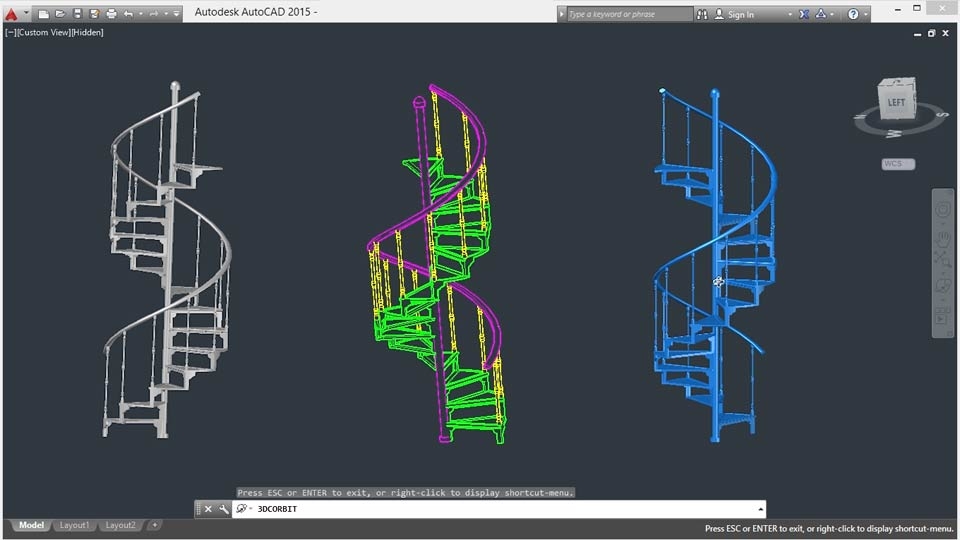 Autodesk AutoCAD 2015 -
Type a keyword or phrase
Sign In
[−][Custom View][Hidden]
LEFT
S
W
WCS
Press ESC or ENTER to exit, or right-click to display shortcut-menu.
3DCORBIT
Model Layout1 Layout2 +
Press ESC or ENTER to exit, or right-click to display shortcut-menu.